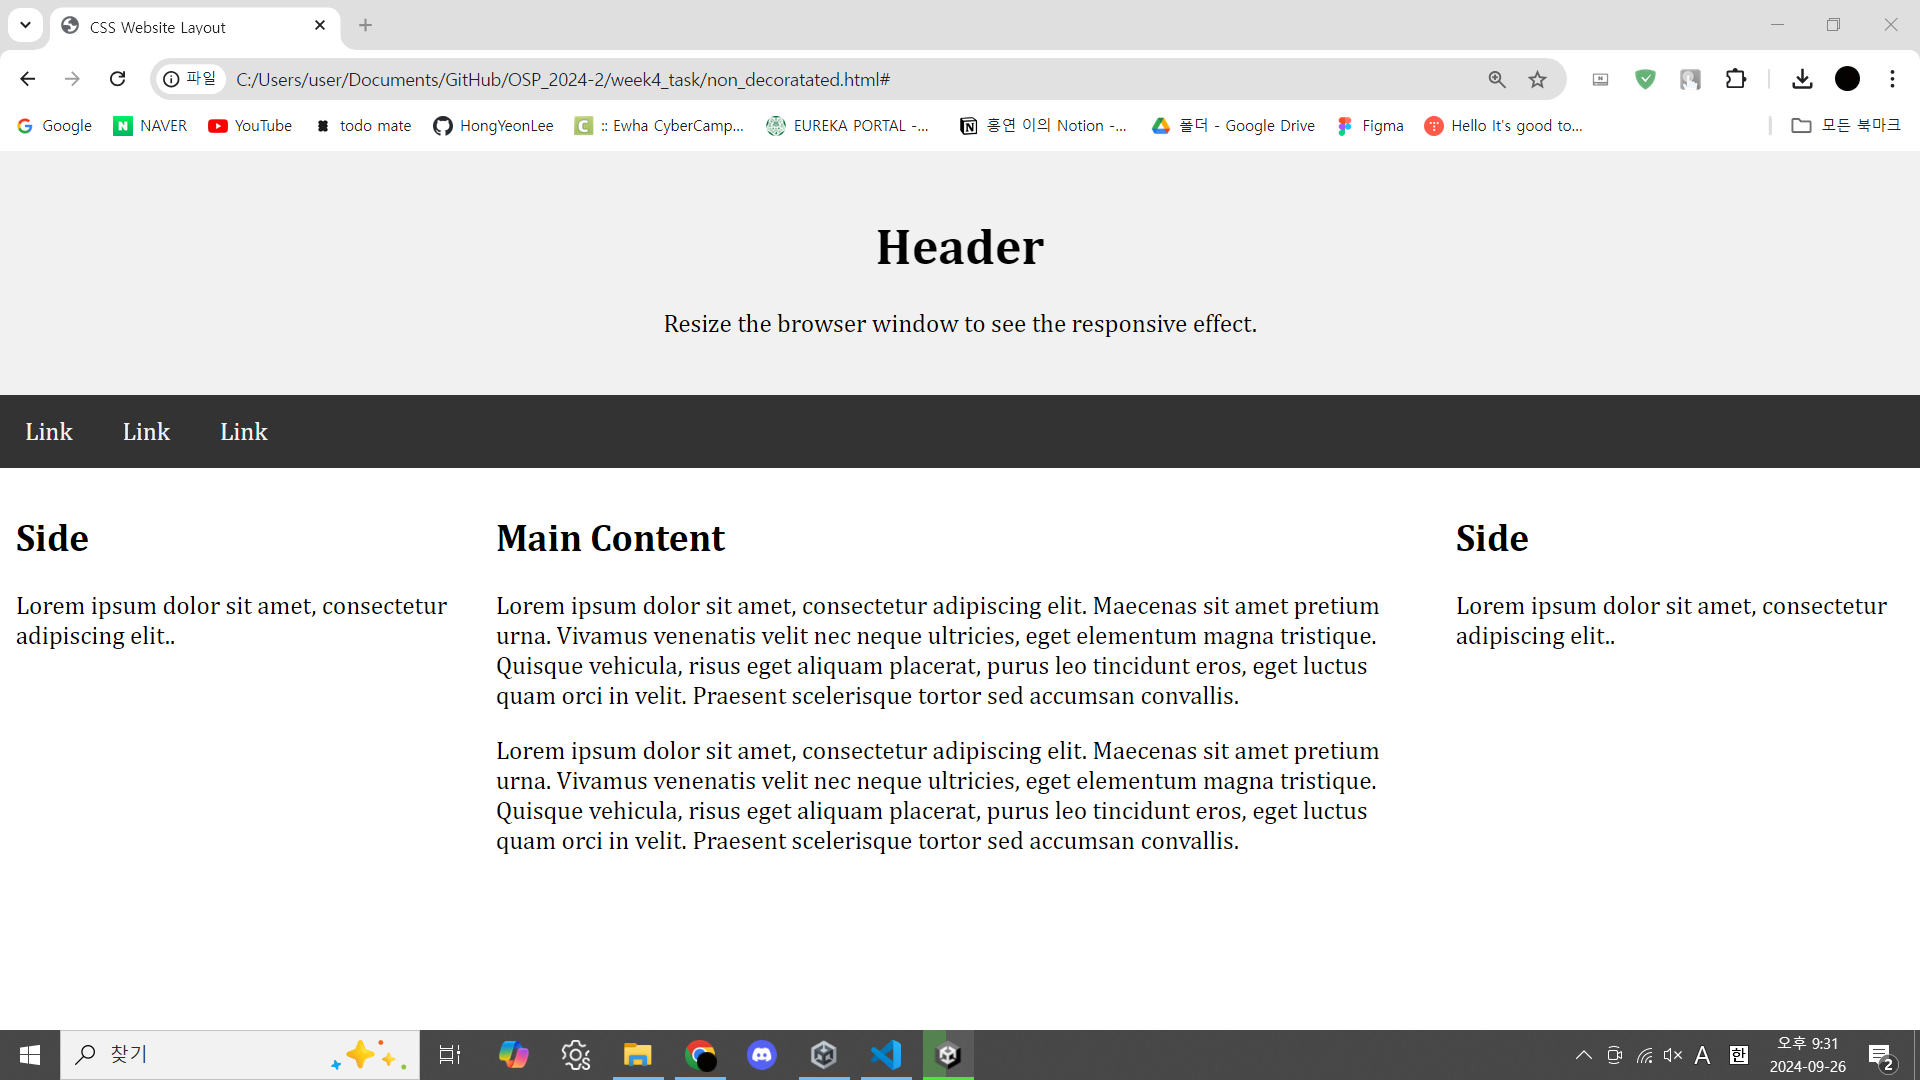 CSS Website Layout
파일 C:/Users/user/Documents/GitHub/OSP_2024-2/week4_task/non_decoratated.html#
Google NAVER YouTube todo mate HongYeonLee :: Ewha CyberCamp... EUREKA PORTAL -... 홍연 이의 Notion -... 폴더 - Google Drive Figma Hello It's good to... 모든 북마크
Header
Resize the browser window to see the responsive effect.
Link Link Link
Side
Lorem ipsum dolor sit amet, consectetur
adipiscing elit..
Main Content
Lorem ipsum dolor sit amet, consectetur adipiscing elit. Maecenas sit amet pretium
urna. Vivamus venenatis velit nec neque ultricies, eget elementum magna tristique.
Quisque vehicula, risus eget aliquam placerat, purus leo tincidunt eros, eget luctus
quam orci in velit. Praesent scelerisque tortor sed accumsan convallis.
Lorem ipsum dolor sit amet, consectetur adipiscing elit. Maecenas sit amet pretium
urna. Vivamus venenatis velit nec neque ultricies, eget elementum magna tristique.
Quisque vehicula, risus eget aliquam placerat, purus leo tincidunt eros, eget luctus
quam orci in velit. Praesent scelerisque tortor sed accumsan convallis.
Side
Lorem ipsum dolor sit amet, consectetur
adipiscing elit..
찾기
A 한
오후 9:31
2024-09-26
2